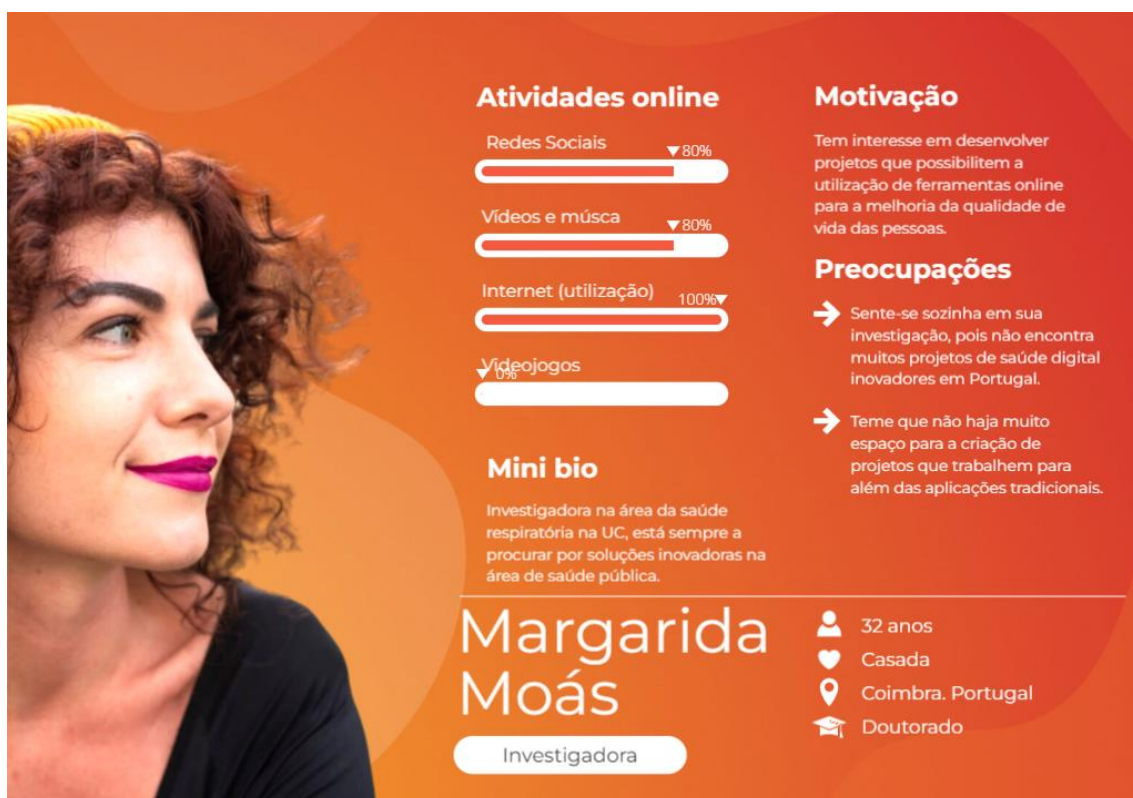 Atividades online
Redes Sociais
80%
Vídeos e músca
80%
Internet (utilização)
100%
Videojogos
0%
Mini bio
Investigadora na área da saúde
respiratória na UC, está sempre a
procurar por soluções inovadoras na
área de saúde pública.
Motivação
Tem interesse em desenvolver
projetos que possibilitem a
utilização de ferramentas online
para a melhoria da qualidade de
vida das pessoas.
Preocupações
Sente-se sozinha em sua
investigação, pois não encontra
muitos projetos de saúde digital
inovadores em Portugal.
Teme que não haja muito
espaço para a criação de
projetos que trabalhem para
além das aplicações tradicionais.
Margarida
Moás
Investigadora
32 anos
Casada
Coimbra. Portugal
Doutorado